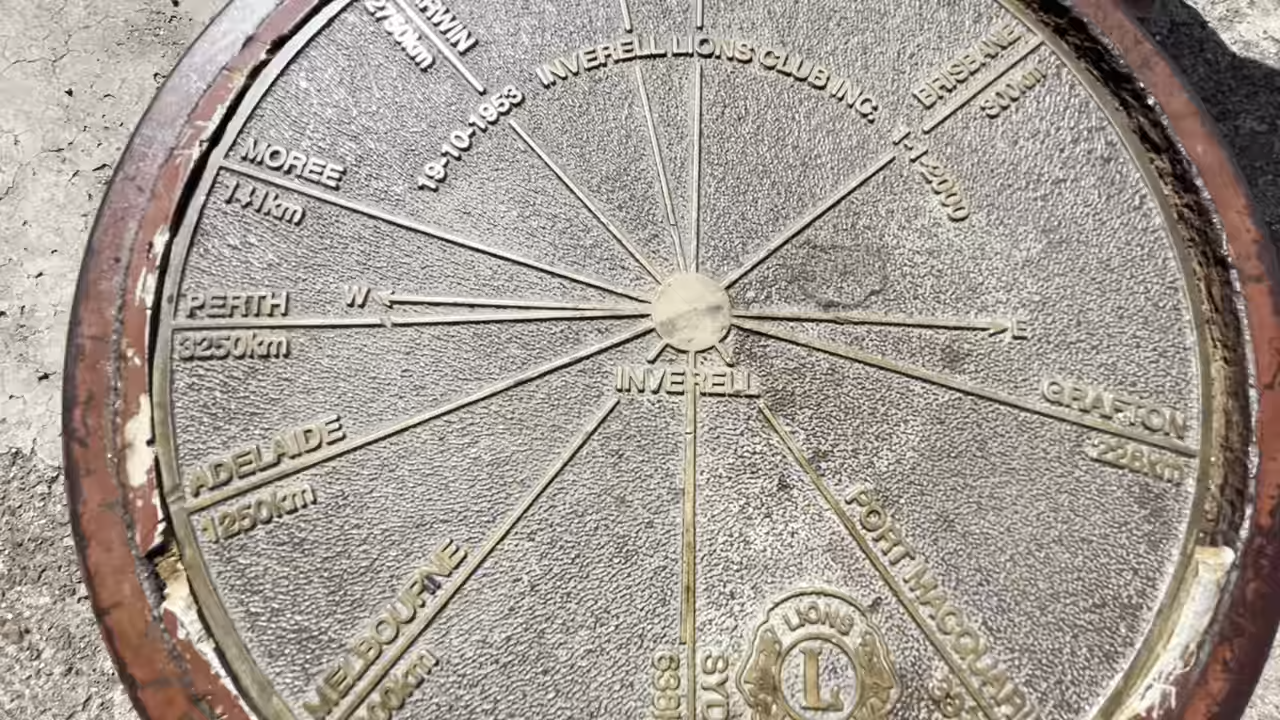 INVERELL LIONS CLUB INC.
19-10-1953
1-1-2000
BRISBANE
MOREE
141km
W
PERTH
3250km
E
GRAFTON
228km
INVERELL
ADELAIDE
1250km
MELBOURNE
LIONS
L